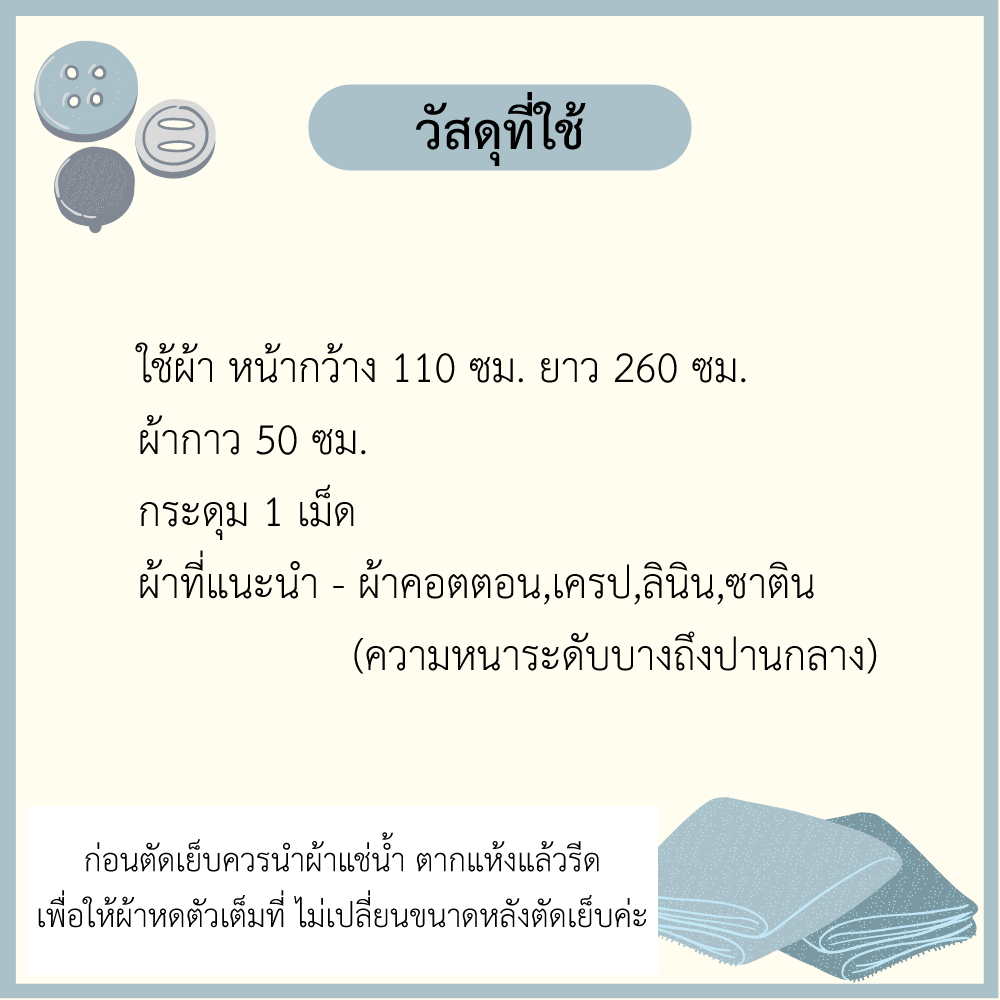 วัสดุที่ใช้
ใช้ผ้า หน้ากว้าง 110 ซม. ยาว 260 ซม.
ผ้ากาว 50 ซม.
กระดุม 1 เม็ด
ผ้าที่แนะนำ - ผ้าคอตตอน,เครป,ลินิน,ซาติน
(ความหนาระดับบางถึงปานกลาง)
ก่อนตัดเย็บควรนำผ้าแช่น้ำ ตากแห้งแล้วรีด
เพื่อให้ผ้าหดตัวเต็มที่ ไม่เปลี่ยนขนาดหลังตัดเย็บค่ะ